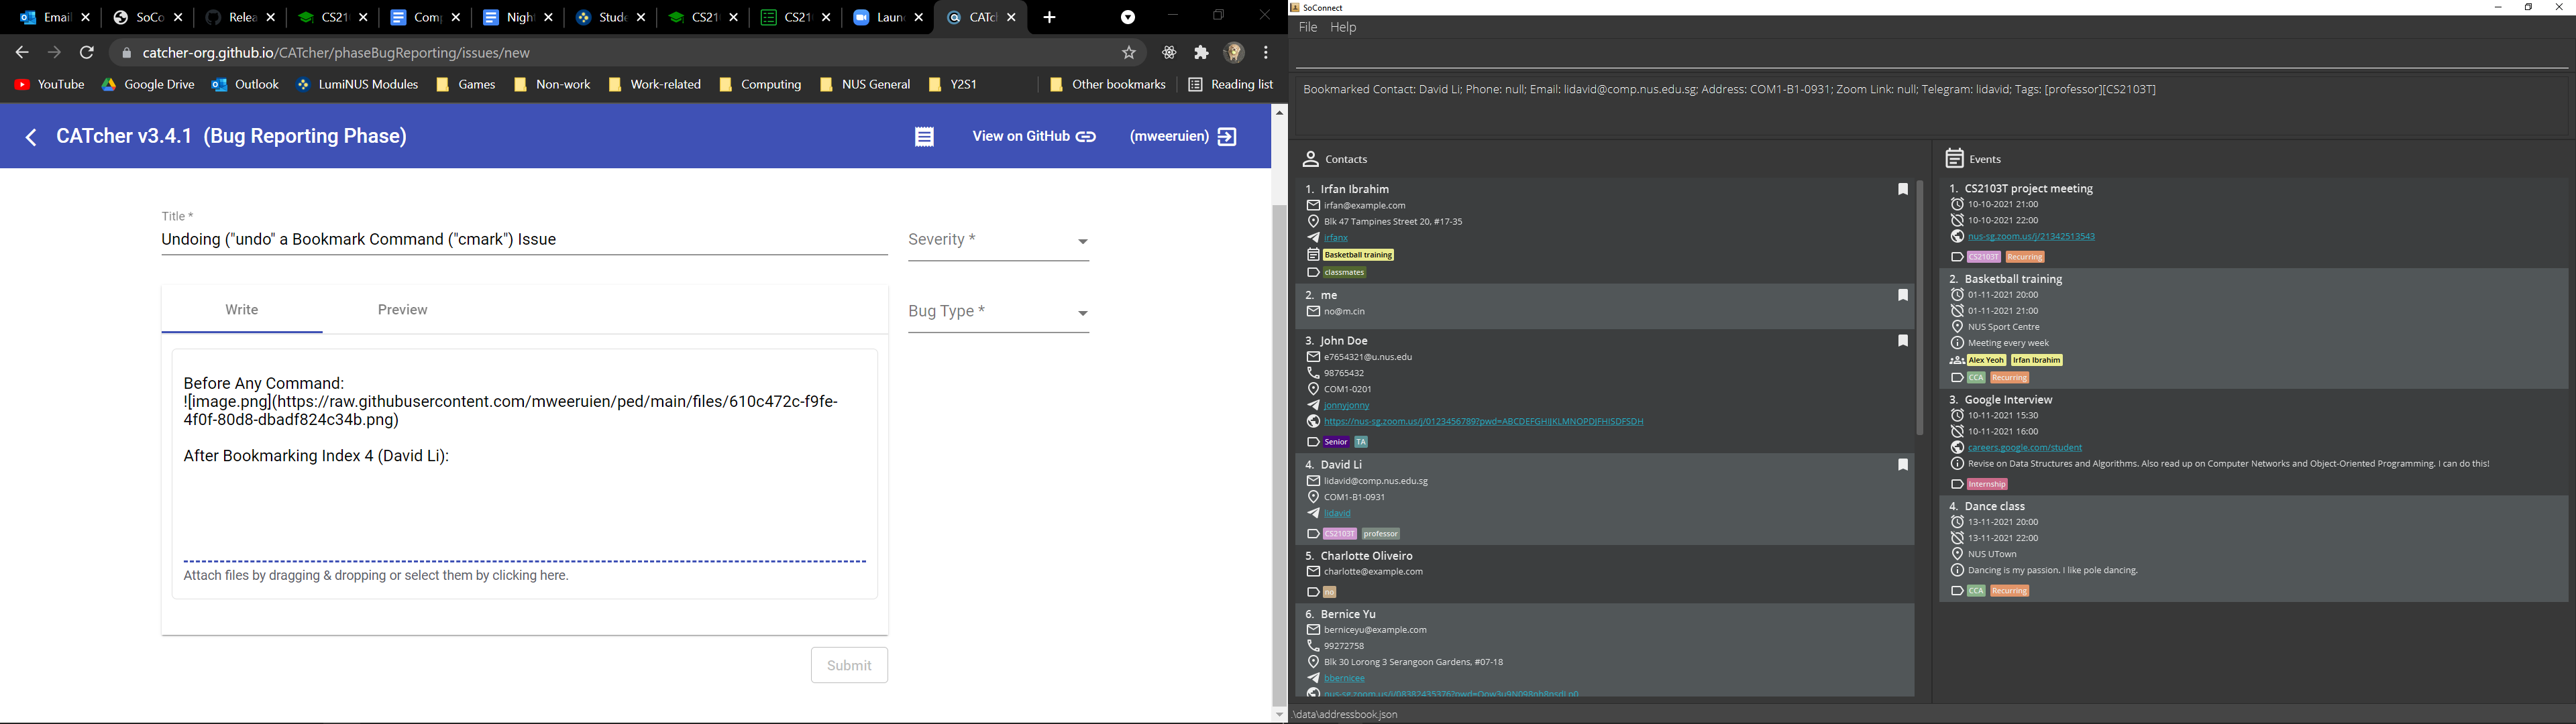 Email
SoCo
Relea
CS21
Comp
Nigh
Stude
CS21
CS21
Laun
CATc
catcher-org.github.io/CATcher/phaseBugReporting/issues/new
YouTube
Google Drive
Outlook
LumiNUS Modules
Games
Non-work
Work-related
Computing
NUS General
Y2S1
Other bookmarks
Reading list
CATcher v3.4.1 (Bug Reporting Phase)
View on GitHub
(mweeruien)
Title *
Undoing ("undo" a Bookmark Command ("cmark") Issue
Severity *
Write
Preview
Bug Type *
Before Any Command:
![image.png](https://raw.githubusercontent.com/mweeruien/ped/main/files/610c472c-f9fe-
4f0f-80d8-dbadf824c34b.png)
After Bookmarking Index 4 (David Li):
Attach files by dragging & dropping or select them by clicking here.
Submit
SoConnect
File Help
Bookmarked Contact: David Li; Phone: null; Email: lidavid@comp.nus.edu.sg; Address: COM1-B1-0931; Zoom Link: null; Telegram: lidavid; Tags: [professor][CS2103T]
Contacts
1. Irfan Ibrahim
irfan@example.com
Blk 47 Tampines Street 20, #17-35
irfanx
Basketball training
classmates
2. me
no@m.cin
3. John Doe
e7654321@u.nus.edu
98765432
COM1-0201
jonnyjonny
https://nus-sg.zoom.us/j/0123456789?pwd=ABCDEFGHIJKLMNOPDJFHISDFSDH
Senior TA
4. David Li
lidavid@comp.nus.edu.sg
COM1-B1-0931
lidavid
CS2103T professor
5. Charlotte Oliveiro
charlotte@example.com
no
6. Bernice Yu
berniceyu@example.com
99272758
Blk 30 Lorong 3 Serangoon Gardens, #07-18
bbernicee
Events
1. CS2103T project meeting
10-10-2021 21:00
10-10-2021 22:00
nus-sg.zoom.us/j/21342513543
CS2103T Recurring
2. Basketball training
01-11-2021 20:00
01-11-2021 21:00
NUS Sport Centre
Meeting every week
Alex Yeoh Irfan Ibrahim
CCA Recurring
3. Google Interview
10-11-2021 15:30
10-11-2021 16:00
careers.google.com/student
Revise on Data Structures and Algorithms. Also read up on Computer Networks and Object-Oriented Programming. I can do this!
Internship
4. Dance class
13-11-2021 20:00
13-11-2021 22:00
NUS UTown
Dancing is my passion. I like pole dancing.
CCA Recurring
.\data\addressbook.json